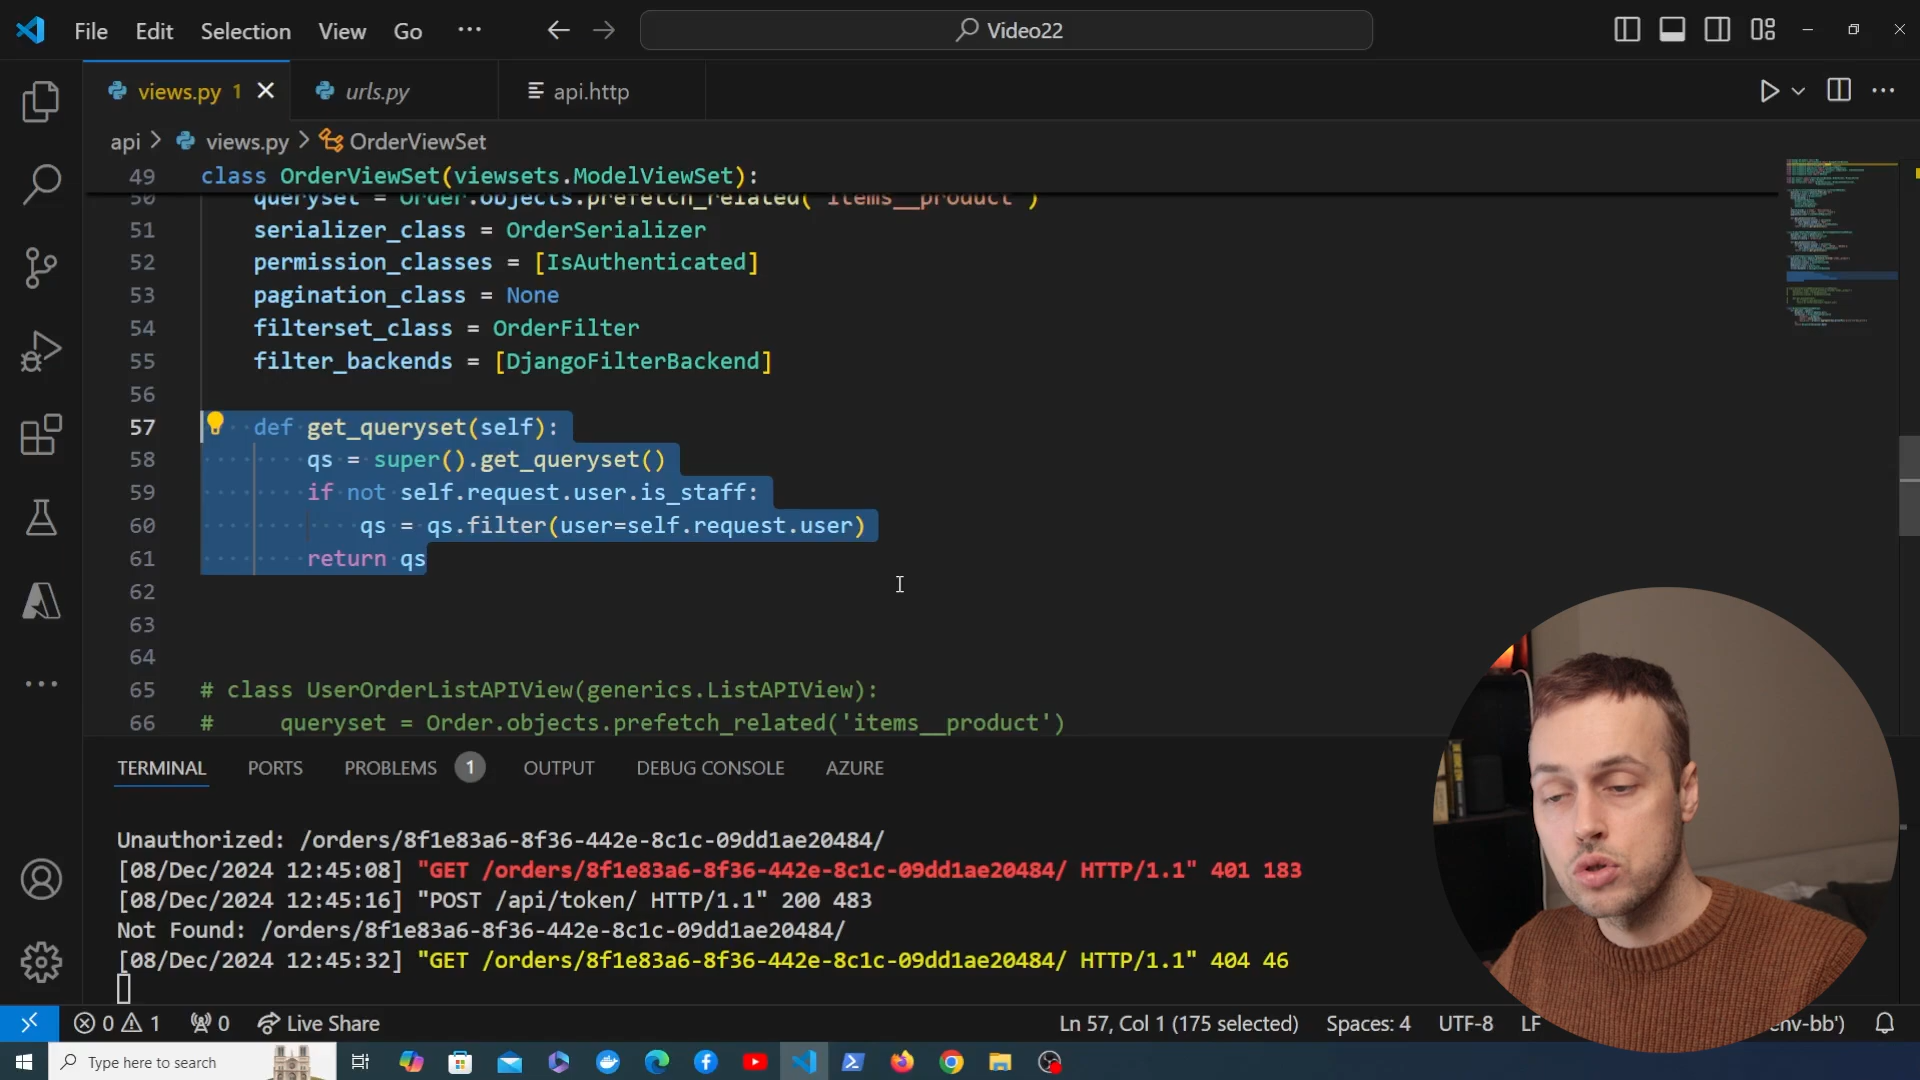 File Edit Selection View Go ... Video22
views.py 1 urls.py api.http
api > views.py > OrderViewSet
49 class OrderViewSet(viewsets.ModelViewSet):
50 queryset = Order.objects.prefetch_related('items__product')
51 serializer_class = OrderSerializer
52 permission_classes = [IsAuthenticated]
53 pagination_class = None
54 filterset_class = OrderFilter
55 filter_backends = [DjangoFilterBackend]
56
57 def get_queryset(self):
58 qs = super().get_queryset()
59 if not self.request.user.is_staff:
60 qs = qs.filter(user=self.request.user)
61 return qs
62
63
64
65 # class UserOrderListAPIView(generics.ListAPIView):
66 # queryset = Order.objects.prefetch_related('items__product')
TERMINAL PORTS PROBLEMS 1 OUTPUT DEBUG CONSOLE AZURE
Unauthorized: /orders/8f1e83a6-8f36-442e-8c1c-09dd1ae20484/
[08/Dec/2024 12:45:08] "GET /orders/8f1e83a6-8f36-442e-8c1c-09dd1ae20484/ HTTP/1.1" 401 183
[08/Dec/2024 12:45:16] "POST /api/token/ HTTP/1.1" 200 483
Not Found: /orders/8f1e83a6-8f36-442e-8c1c-09dd1ae20484/
[08/Dec/2024 12:45:32] "GET /orders/8f1e83a6-8f36-442e-8c1c-09dd1ae20484/ HTTP/1.1" 404 46
0 1 0 Live Share Ln 57, Col 1 (175 selected) Spaces: 4 UTF-8 LF env-bb')
Type here to search